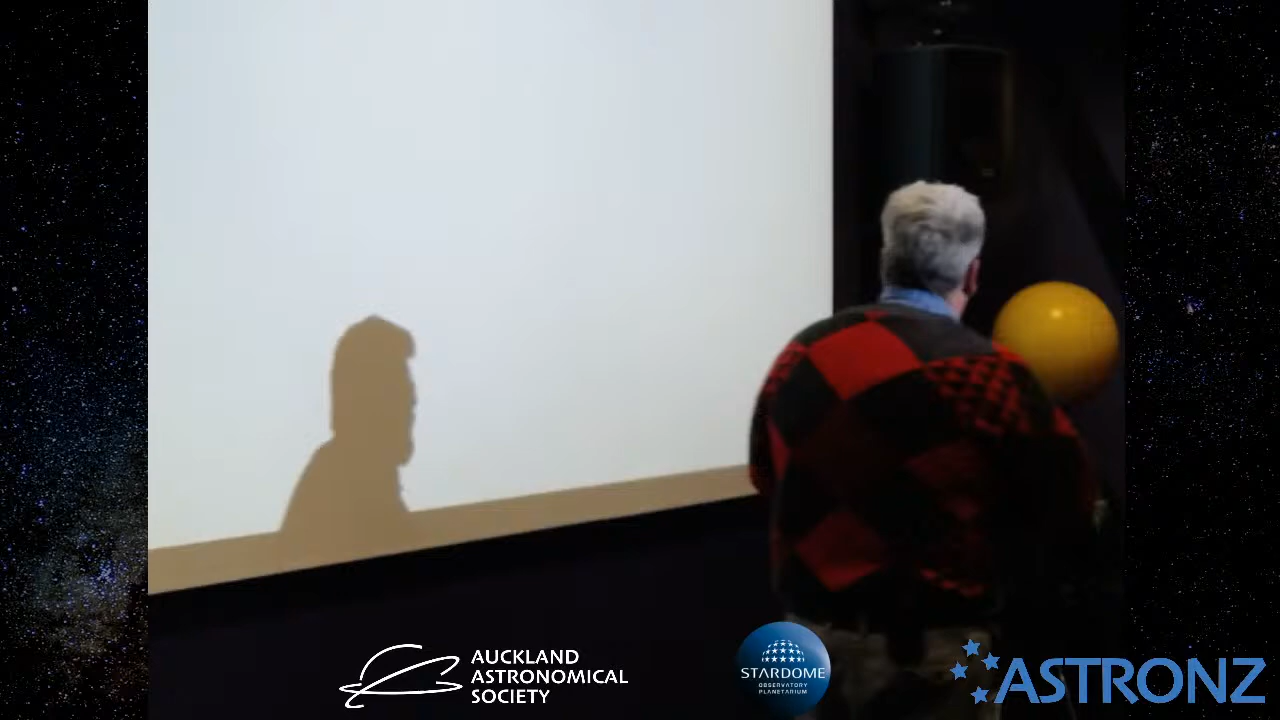 AUCKLAND
ASTRONOMICAL
SOCIETY
STARDOME
OBSERVATORY
PLANETARIUM
ASTRONZ